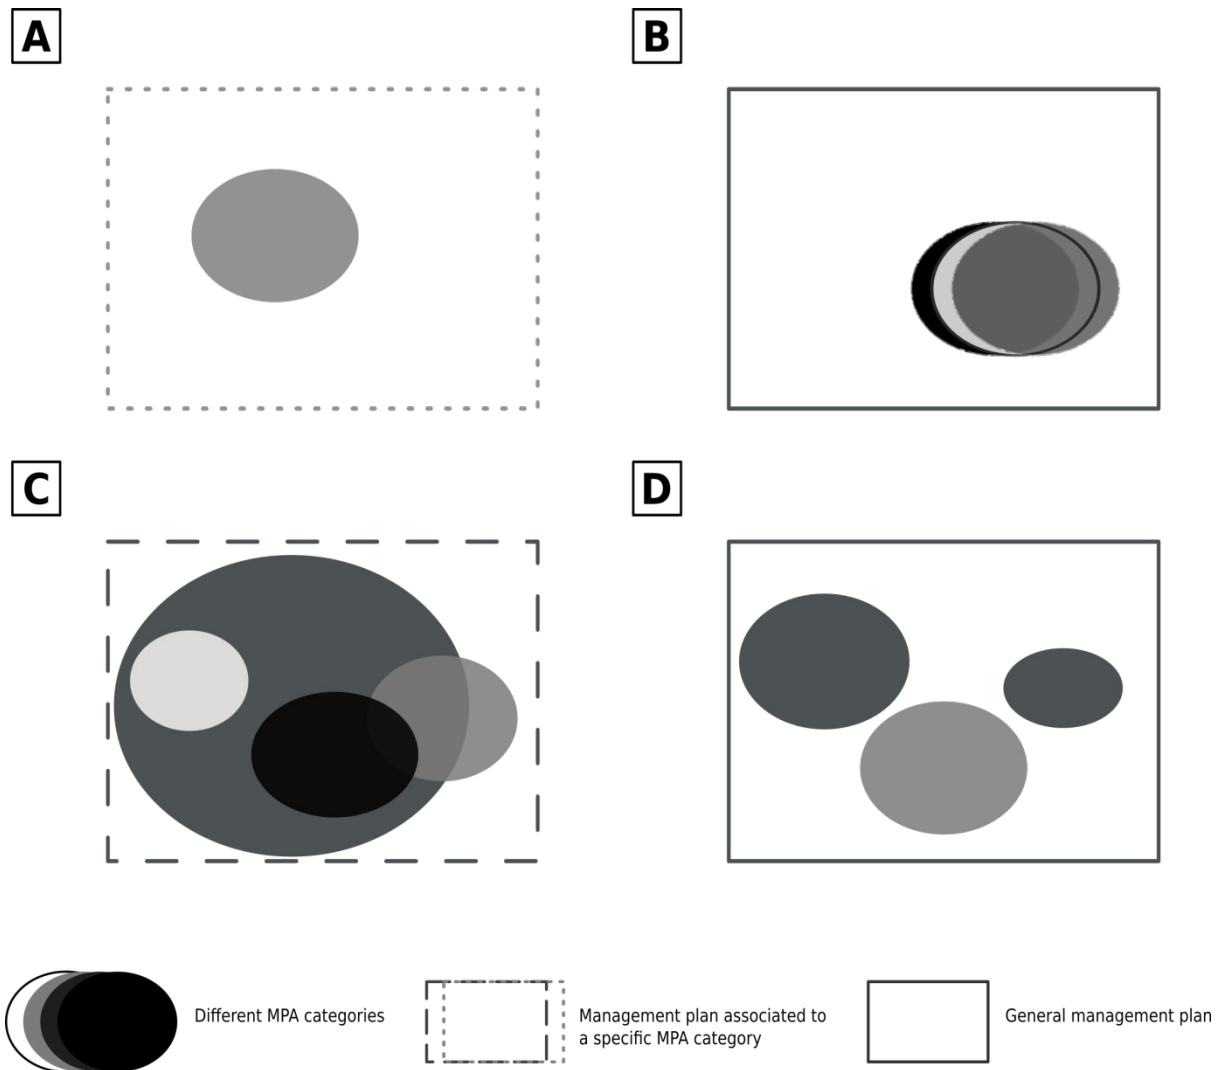 A
B
C
D
Different MPA categories
Management plan associated to
a specific MPA category
General management plan